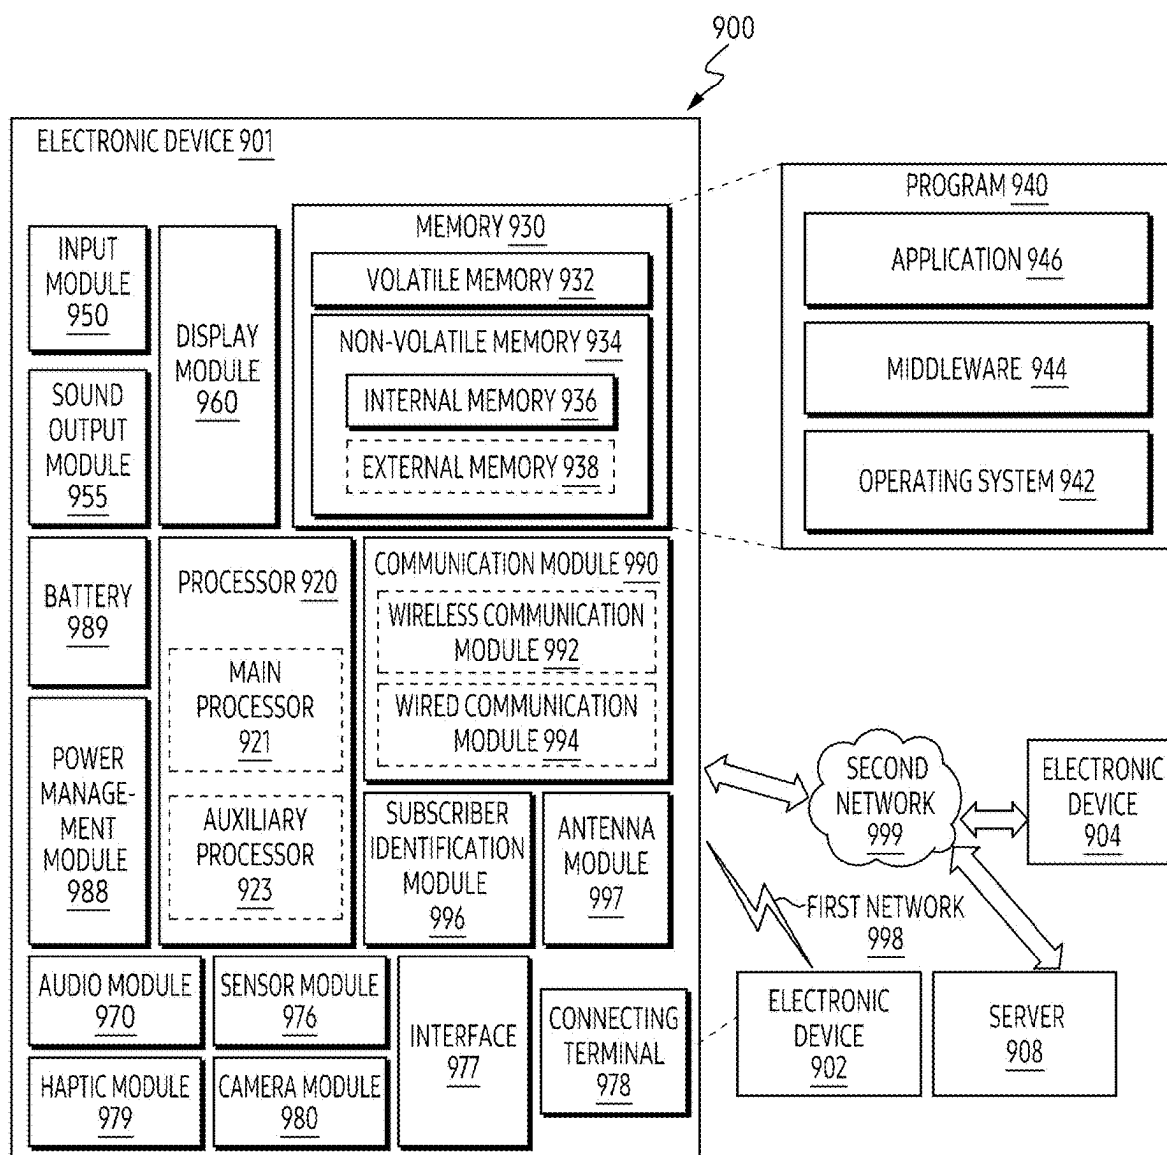 900
ELECTRONIC DEVICE 901
INPUT
MODULE
950
DISPLAY
MODULE
960
MEMORY 930
VOLATILE MEMORY 932
NON-VOLATILE MEMORY 934
INTERNAL MEMORY 936
EXTERNAL MEMORY 938
PROGRAM 940
APPLICATION 946
MIDDLEWARE 944
OPERATING SYSTEM 942
SOUND
OUTPUT
MODULE
955
BATTERY
989
PROCESSOR 920
MAIN
PROCESSOR
921
AUXILIARY
PROCESSOR
923
COMMUNICATION MODULE 990
WIRELESS COMMUNICATION
MODULE 992
WIRED COMMUNICATION
MODULE 994
POWER
MANAGE-
MENT
MODULE
988
SUBSCRIBER
IDENTIFICATION
MODULE
996
ANTENNA
MODULE
997
SECOND
NETWORK
999
ELECTRONIC
DEVICE
904
FIRST NETWORK
998
AUDIO MODULE
970
SENSOR MODULE
976
INTERFACE
977
CONNECTING
TERMINAL
978
ELECTRONIC
DEVICE
902
SERVER
908
HAPTIC MODULE
979
CAMERA MODULE
980